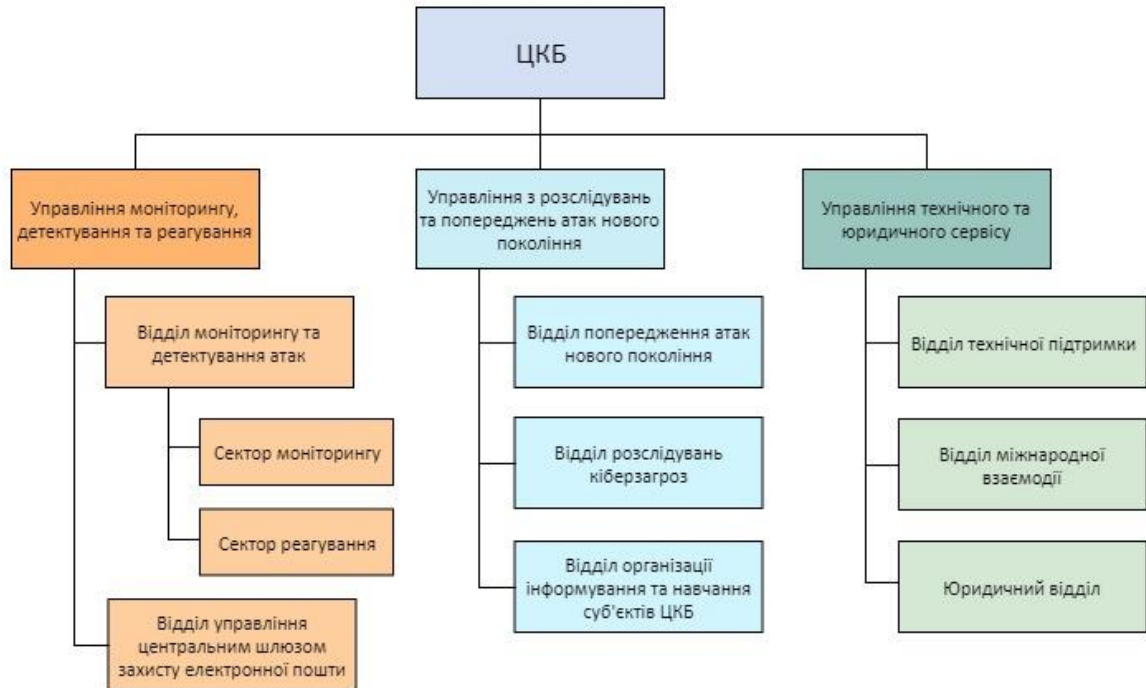 ЦКБ
Управління моніторингу,
детектування та реагування
Відділ моніторингу та
детектування атак
Сектор моніторингу
Сектор реагування
Відділ управління
центральним шлюзом
захисту електронної пошти
Управління з розслідувань
та попереджень атак нового
покоління
Відділ попередження атак
нового покоління
Відділ розслідувань
кіберзагроз
Відділ організації
інформування та навчання
суб'єктів ЦКБ
Управління технічного та
юридичного сервісу
Відділ технічної підтримки
Відділ міжнародної
взаємодії
Юридичний відділ